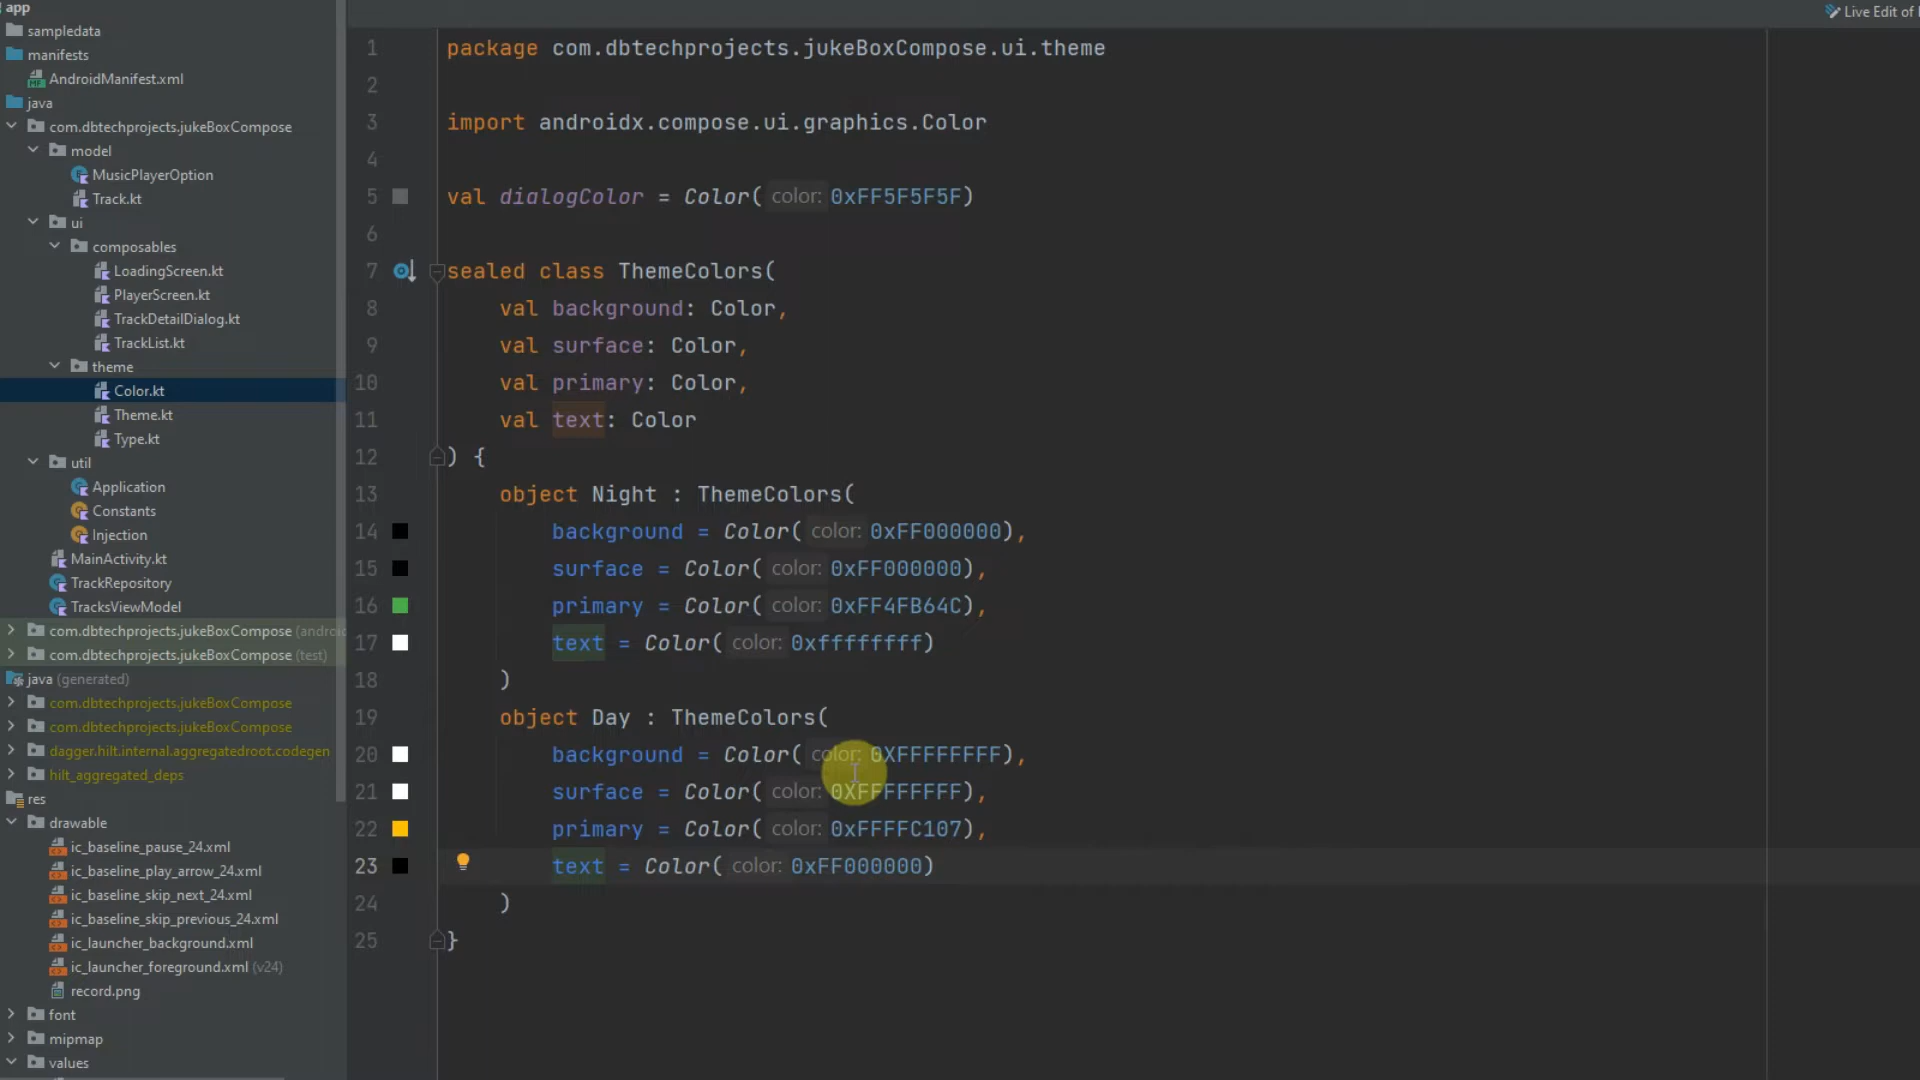 app
sampledata
manifests
AndroidManifest.xml
java
com.dbtechprojects.jukeBoxCompose
model
MusicPlayerOption
Track.kt
ui
composables
LoadingScreen.kt
PlayerScreen.kt
TrackDetailDialog.kt
TrackList.kt
theme
Color.kt
Theme.kt
Type.kt
util
Application
Constants
Injection
MainActivity.kt
TrackRepository
TracksViewModel
com.dbtechprojects.jukeBoxCompose (androi
com.dbtechprojects.jukeBoxCompose (test)
java (generated)
com.dbtechprojects.jukeBoxCompose
com.dbtechprojects.jukeBoxCompose
dagger.hilt.internal.aggregatedroot.codegen
hilt_aggregated_deps
res
drawable
ic_baseline_pause_24.xml
ic_baseline_play_arrow_24.xml
ic_baseline_skip_next_24.xml
ic_baseline_skip_previous_24.xml
ic_launcher_background.xml
ic_launcher_foreground.xml (v24)
record.png
font
mipmap
values
Live Edit of
1 package com.dbtechprojects.jukeBoxCompose.ui.theme
2
3 import androidx.compose.ui.graphics.Color
4
5 val dialogColor = Color( color: 0xFF5F5F5F)
6
7 sealed class ThemeColors(
8 val background: Color,
9 val surface: Color,
10 val primary: Color,
11 val text: Color
12 ) {
13 object Night : ThemeColors(
14 background = Color( color: 0xFF000000),
15 surface = Color( color: 0xFF000000),
16 primary = Color( color: 0xFF4FB64C),
17 text = Color( color: 0xffffffff)
18 )
19 object Day : ThemeColors(
20 background = Color( color: 0XFFFFFFFF),
21 surface = Color( color: 0XFFFFFFFF),
22 primary = Color( color: 0xFFFFC107),
23 text = Color( color: 0xFF000000)
24 )
25 }